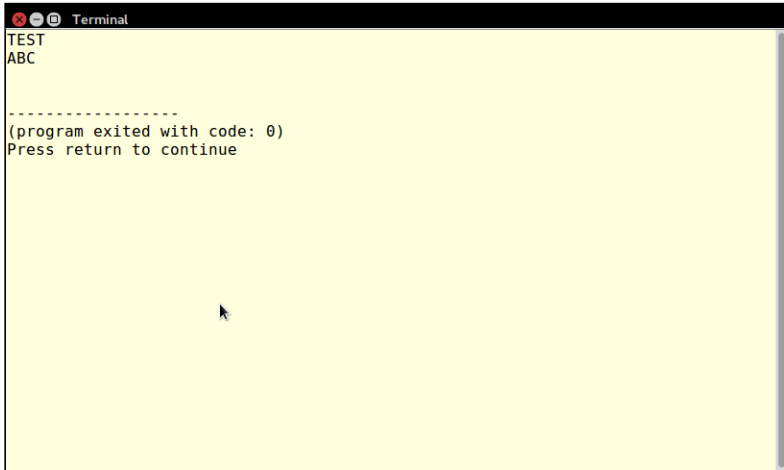 Terminal
TEST
ABC
------------------
(program exited with code: 0)
Press return to continue